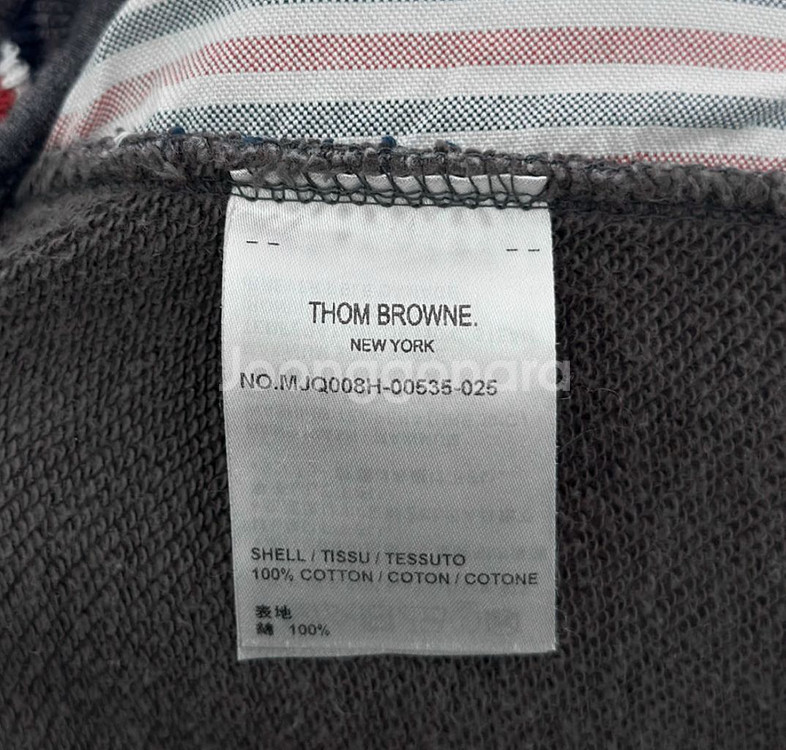 THOM BROWNE.
NEW YORK
Joonggonara
NO.MJQ008H-00535-025
SHELL / TISSU / TESSUTO
100% COTTON / COTON / COTONE
表地
綿 100%